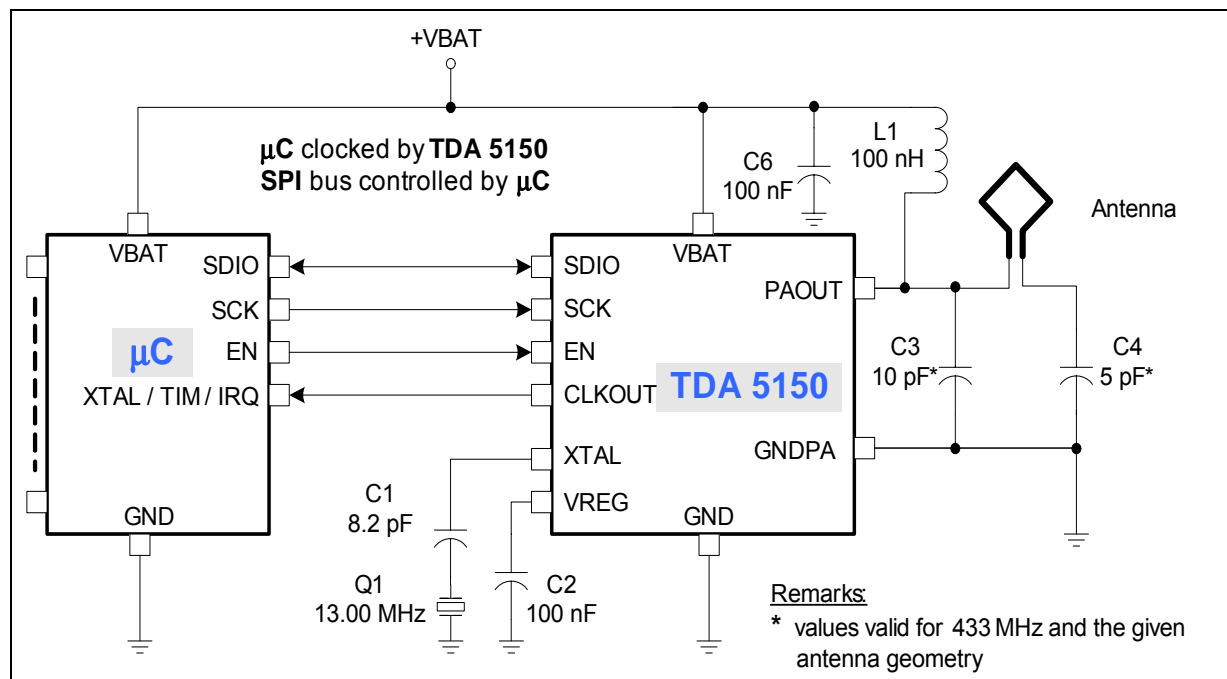 +VBAT
µC clocked by TDA 5150
SPI bus controlled by µC
C6
100 nF
L1
100 nH
Antenna
VBAT
SDIO
SCK
EN
XTAL / TIM / IRQ
µC
GND
VBAT
SDIO
SCK
EN
CLKOUT
XTAL
VREG
TDA 5150
PAOUT
GNDPA
GND
C3
10 pF*
C4
5 pF*
C1
8.2 pF
Q1
13.00 MHz
C2
100 nF
Remarks:
* values valid for 433 MHz and the given
antenna geometry